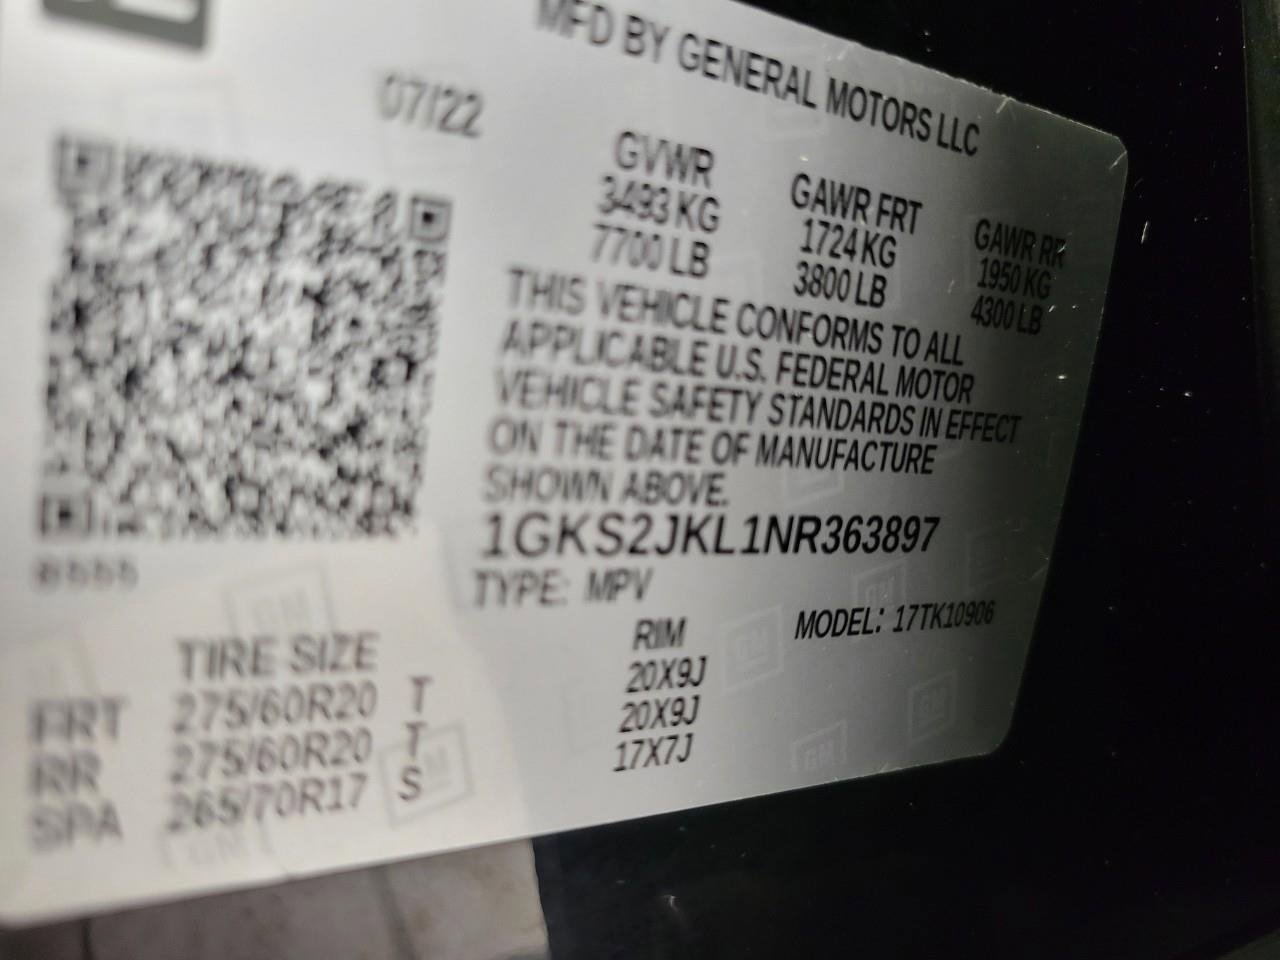 MFD BY GENERAL MOTORS LLC
07/22
GVWR GAWR FRT GAWR RR
3493 KG 1724 KG 1950 KG
7700 LB 3800 LB 4300 LB
THIS VEHICLE CONFORMS TO ALL
APPLICABLE U.S. FEDERAL MOTOR
VEHICLE SAFETY STANDARDS IN EFFECT
ON THE DATE OF MANUFACTURE
SHOWN ABOVE.
1GKS2JKL1NR363897
TYPE: MPV MODEL: 17TK10906
TIRE SIZE RIM
FRT 275/60R20 T 20X9J
RR 275/60R20 T 20X9J
SPA 265/70R17 S 17X7J